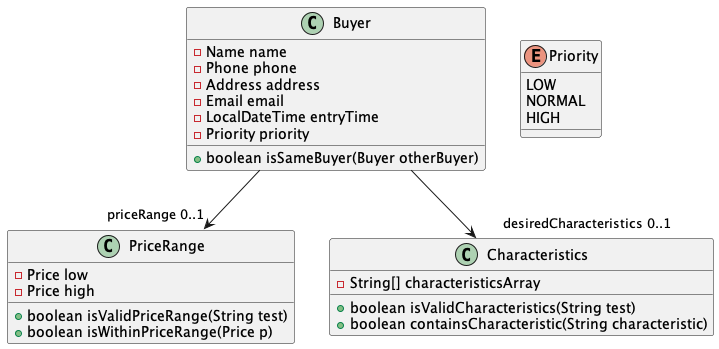 C Buyer
Name name
Phone phone
Address address
Email email
LocalDateTime entryTime
Priority priority
boolean isSameBuyer(Buyer otherBuyer)
E Priority
LOW
NORMAL
HIGH
priceRange 0..1
desiredCharacteristics 0..1
C PriceRange
Price low
Price high
boolean isValidPriceRange(String test)
boolean isWithinPriceRange(Price p)
C Characteristics
String[] characteristicsArray
boolean isValidCharacteristics(String test)
boolean containsCharacteristic(String characteristic)